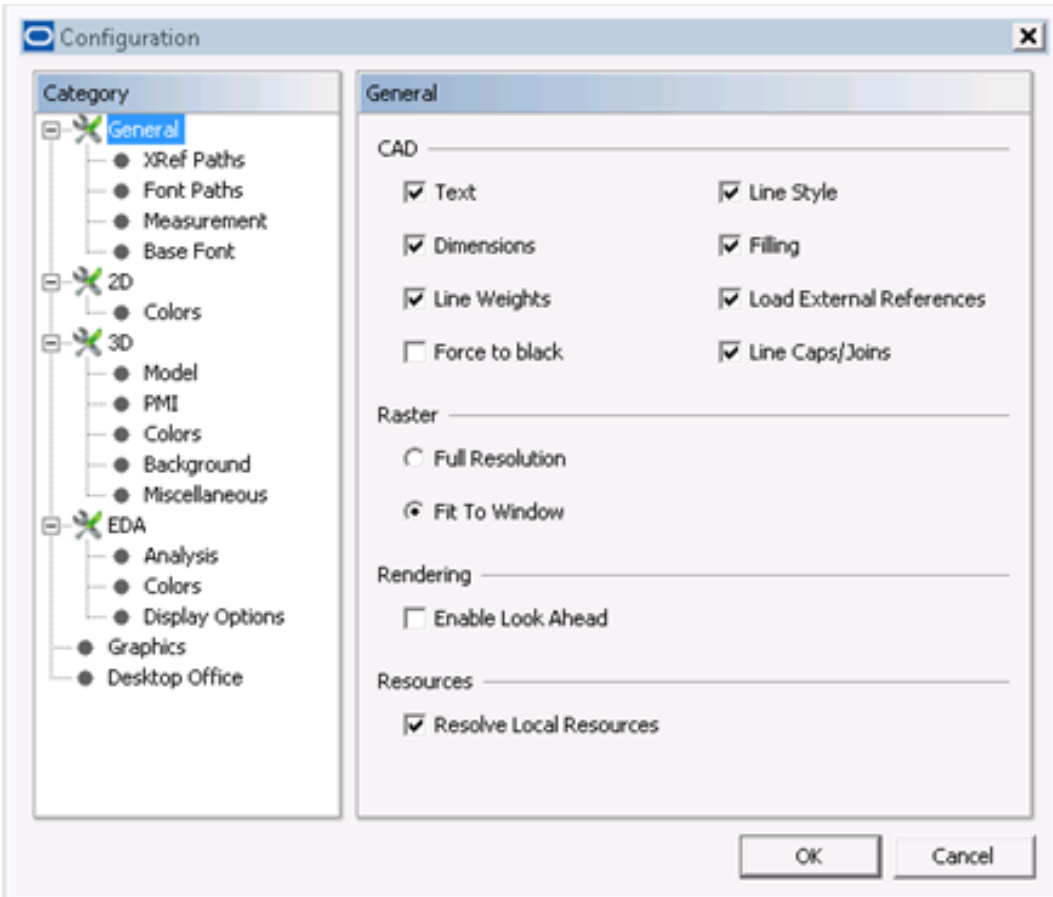 Configuration
Category
General
XRef Paths
Font Paths
Measurement
Base Font
2D
Colors
3D
Model
PMI
Colors
Background
Miscellaneous
EDA
Analysis
Colors
Display Options
Graphics
Desktop Office
General
CAD
Text
Line Style
Dimensions
Filling
Line Weights
Load External References
Force to black
Line Caps/Joins
Raster
Full Resolution
Fit To Window
Rendering
Enable Look Ahead
Resources
Resolve Local Resources
OK
Cancel